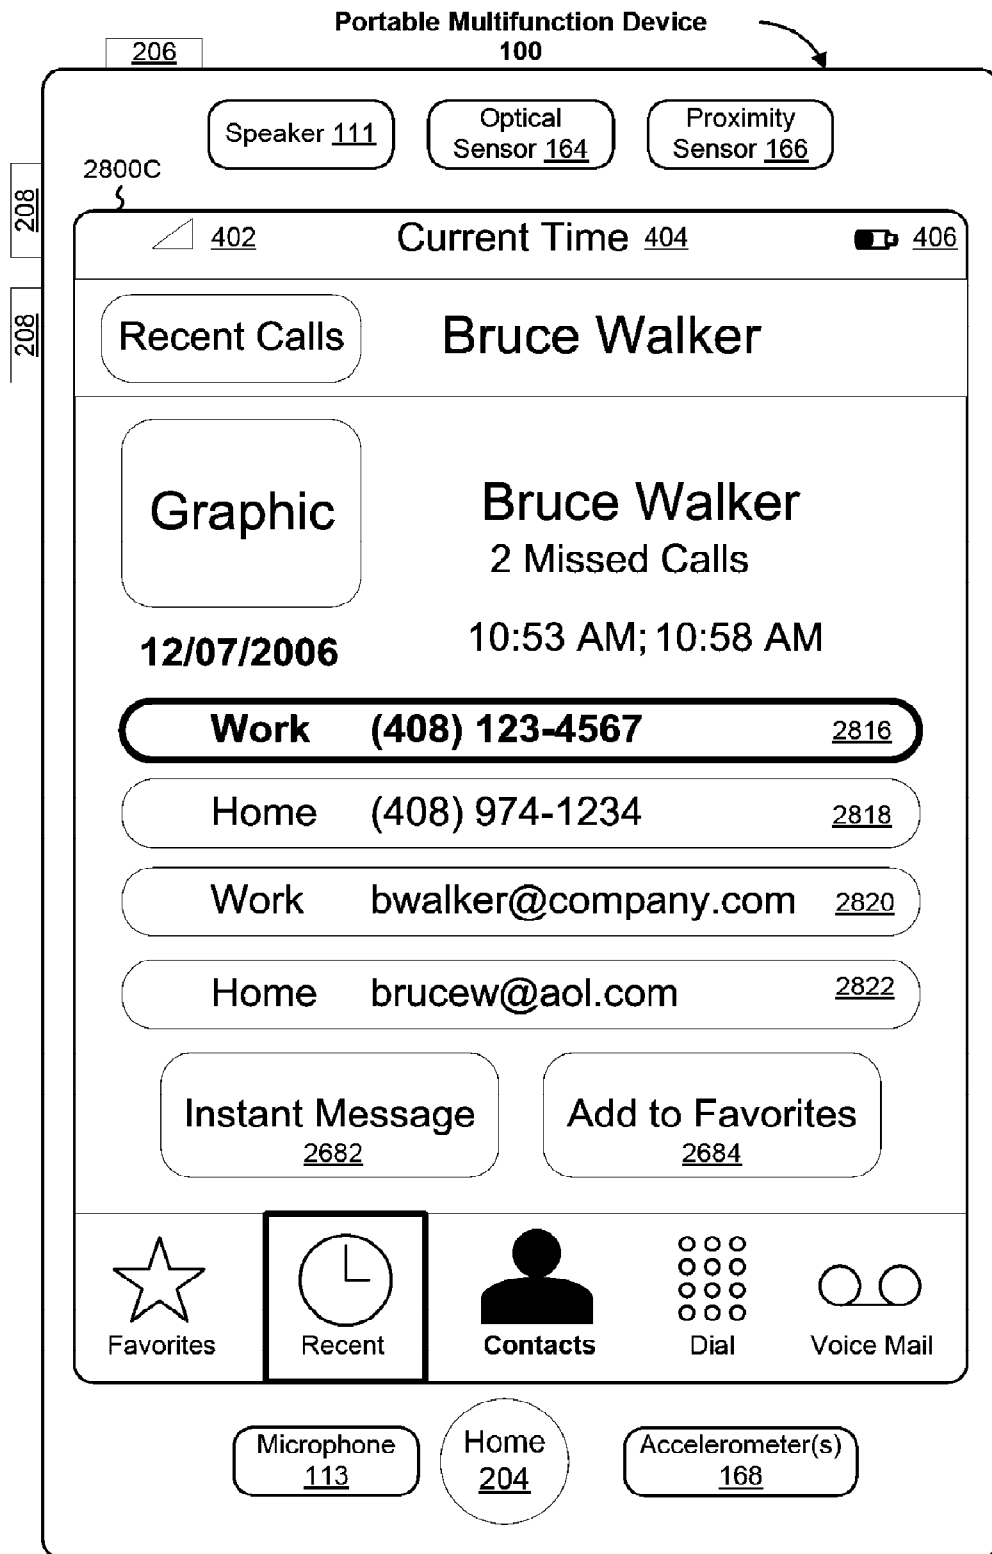 Portable Multifunction Device
100
206
Speaker 111
Optical
Sensor 164
Proximity
Sensor 166
2800C
208
208
402
Current Time 404
406
Recent Calls
Bruce Walker
Graphic
Bruce Walker
2 Missed Calls
12/07/2006
10:53 AM; 10:58 AM
Work (408) 123-4567 2816
Home (408) 974-1234 2818
Work bwalker@company.com 2820
Home brucew@aol.com 2822
Instant Message
2682
Add to Favorites
2684
Favorites
Recent
Contacts
Dial
Voice Mail
Microphone
113
Home
204
Accelerometer(s)
168